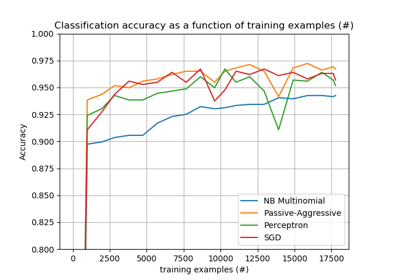 Classification accuracy as a function of training examples (#)
1.000
0.975
0.950
0.925
0.900
0.875
0.850
0.825
0.800
Accuracy
NB Multinomial
Passive-Aggressive
Perceptron
SGD
0 2500 5000 7500 10000 12500 15000 17500
training examples (#)